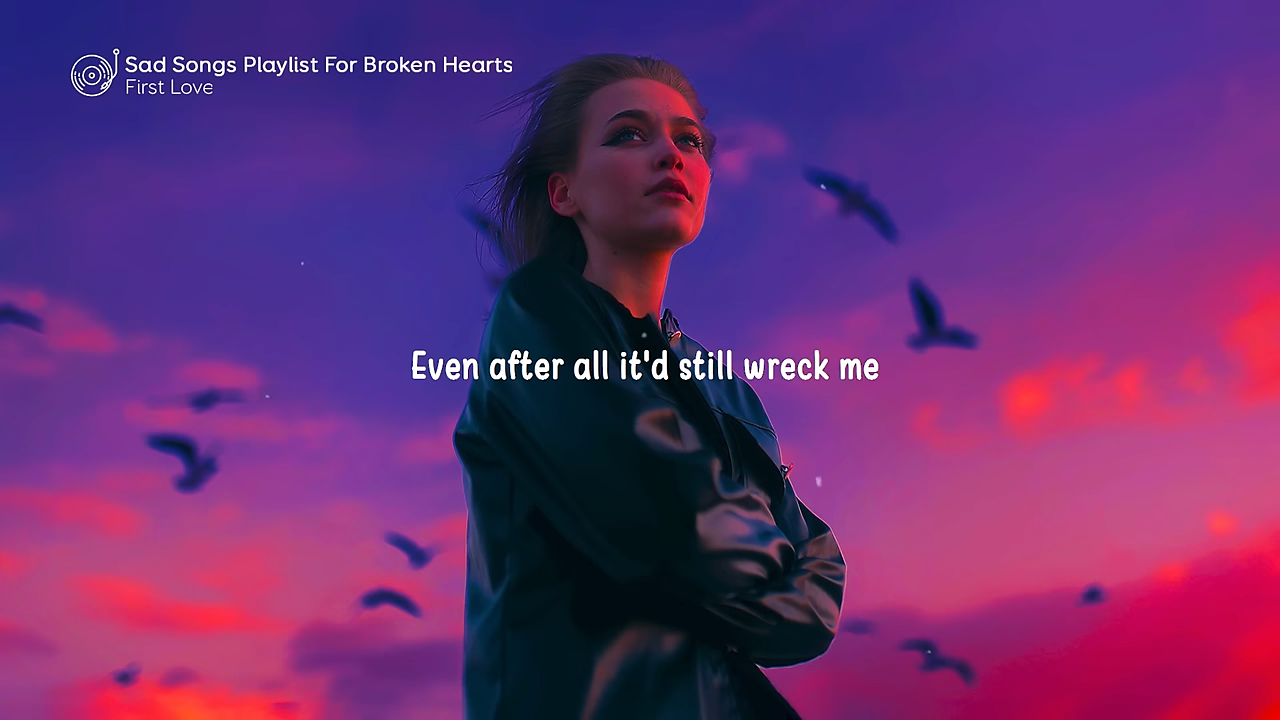 Sad Songs Playlist For Broken Hearts
First Love
Even after all it'd still wreck me